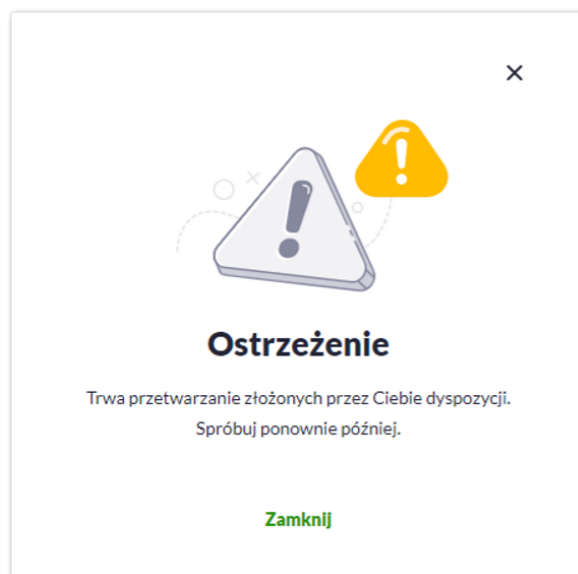 Ostrzeżenie
Trwa przetwarzanie złożonych przez Ciebie dyspozycji.
Spróbuj ponownie później.
Zamknij